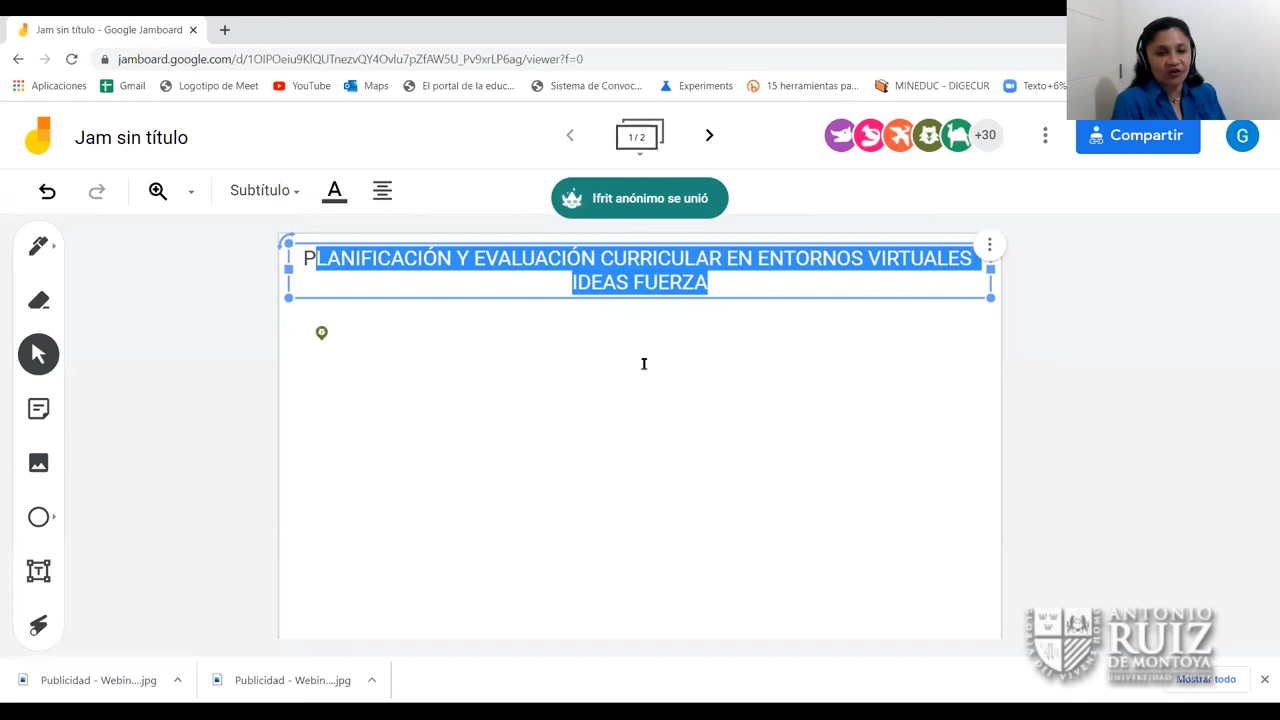 Jam sin título - Google Jamboard
jamboard.google.com/d/1OIPOeiu9KlQUTnezvQY4Ovlu7pZfAW5U_Pv9xrLP6ag/viewer?f=0
Aplicaciones
Gmail
Logotipo de Meet
YouTube
Maps
El portal de la educ...
Sistema de Convoc...
Experiments
15 herramientas pa...
MINEDUC - DIGECUR
Texto+6%
Jam sin título
1/2
+30
Compartir
G
Subtítulo
A
Ifrit anónimo se unió
PLANIFICACIÓN Y EVALUACIÓN CURRICULAR EN ENTORNOS VIRTUALES
IDEAS FUERZA
T
ANTONIO
RUIZ
DE MONTOYA
UNIVERSIDAD JESUITA
Publicidad - Webin....jpg
Publicidad - Webin....jpg
Mostrar todo